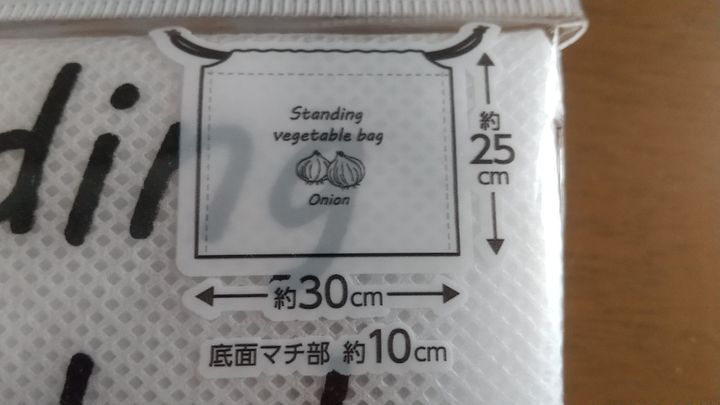 ding
Standing
vegetable bag
Onion
約
25
cm
約30cm
底面マチ部 約10cm